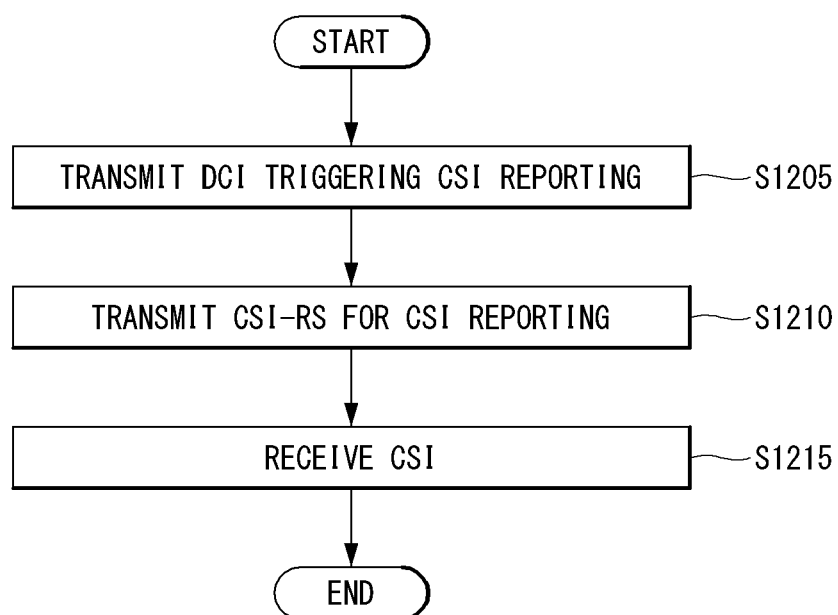 START
TRANSMIT DCI TRIGGERING CSI REPORTING
S1205
TRANSMIT CSI-RS FOR CSI REPORTING
S1210
RECEIVE CSI
S1215
END